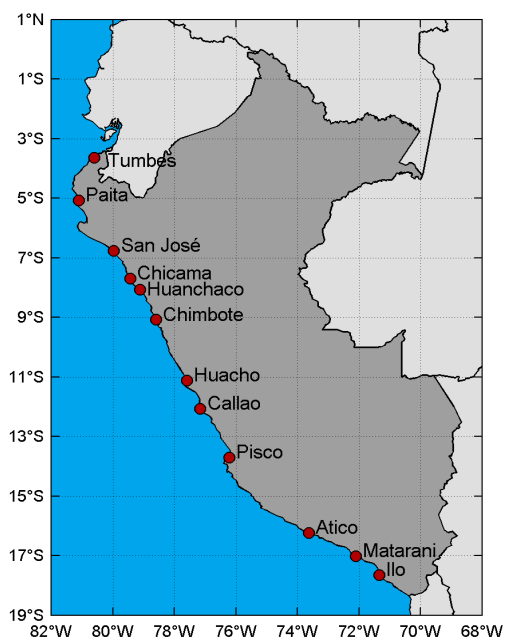 1°N
1°S
3°S
Tumbes
5°S
Paita
San José
7°S
Chicama
Huanchaco
9°S
Chimbote
11°S
Huacho
Callao
13°S
Pisco
15°S
Atico
17°S
Matarani
Ilo
19°S
82°W 80°W 78°W 76°W 74°W 72°W 70°W 68°W